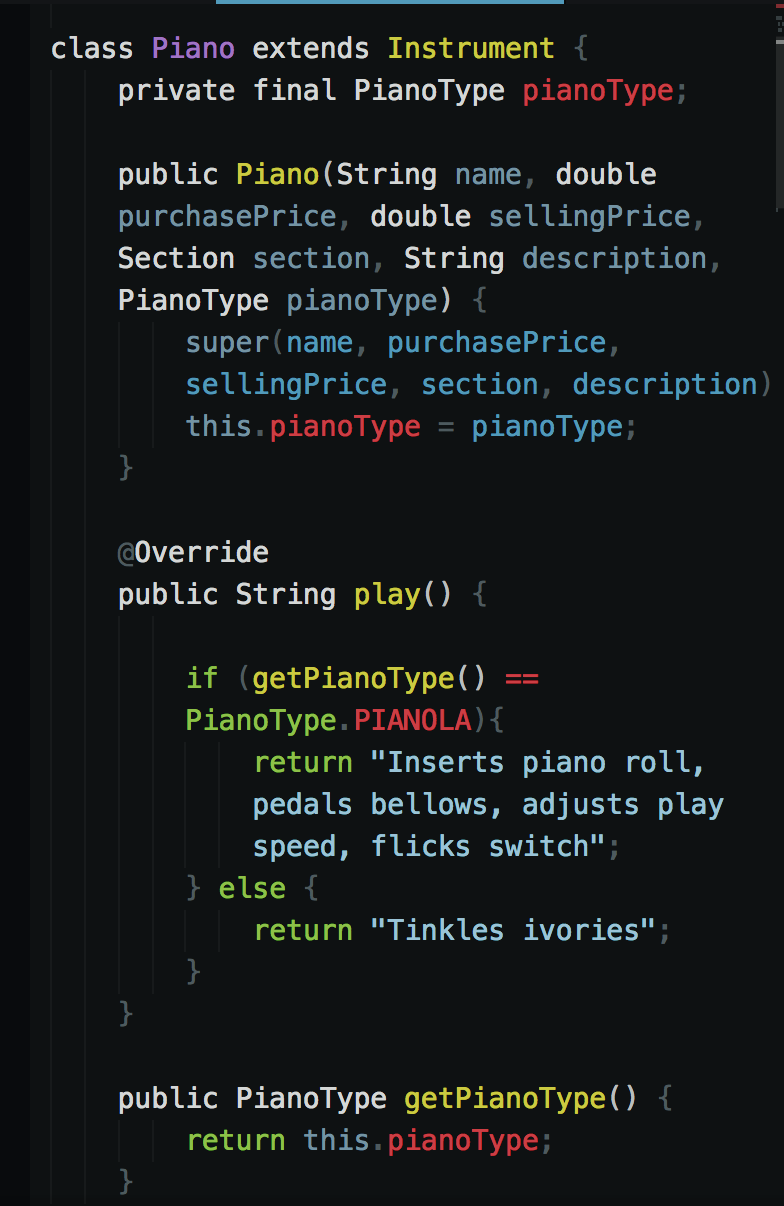 class Piano extends Instrument {
private final PianoType pianoType;
public Piano(String name, double
purchasePrice, double sellingPrice,
Section section, String description,
PianoType pianoType) {
super(name, purchasePrice,
sellingPrice, section, description)
this.pianoType = pianoType;
}
@Override
public String play() {
if (getPianoType() ==
PianoType.PIANOLA){
return "Inserts piano roll,
pedals bellows, adjusts play
speed, flicks switch";
} else {
return "Tinkles ivories";
}
}
public PianoType getPianoType() {
return this.pianoType;
}